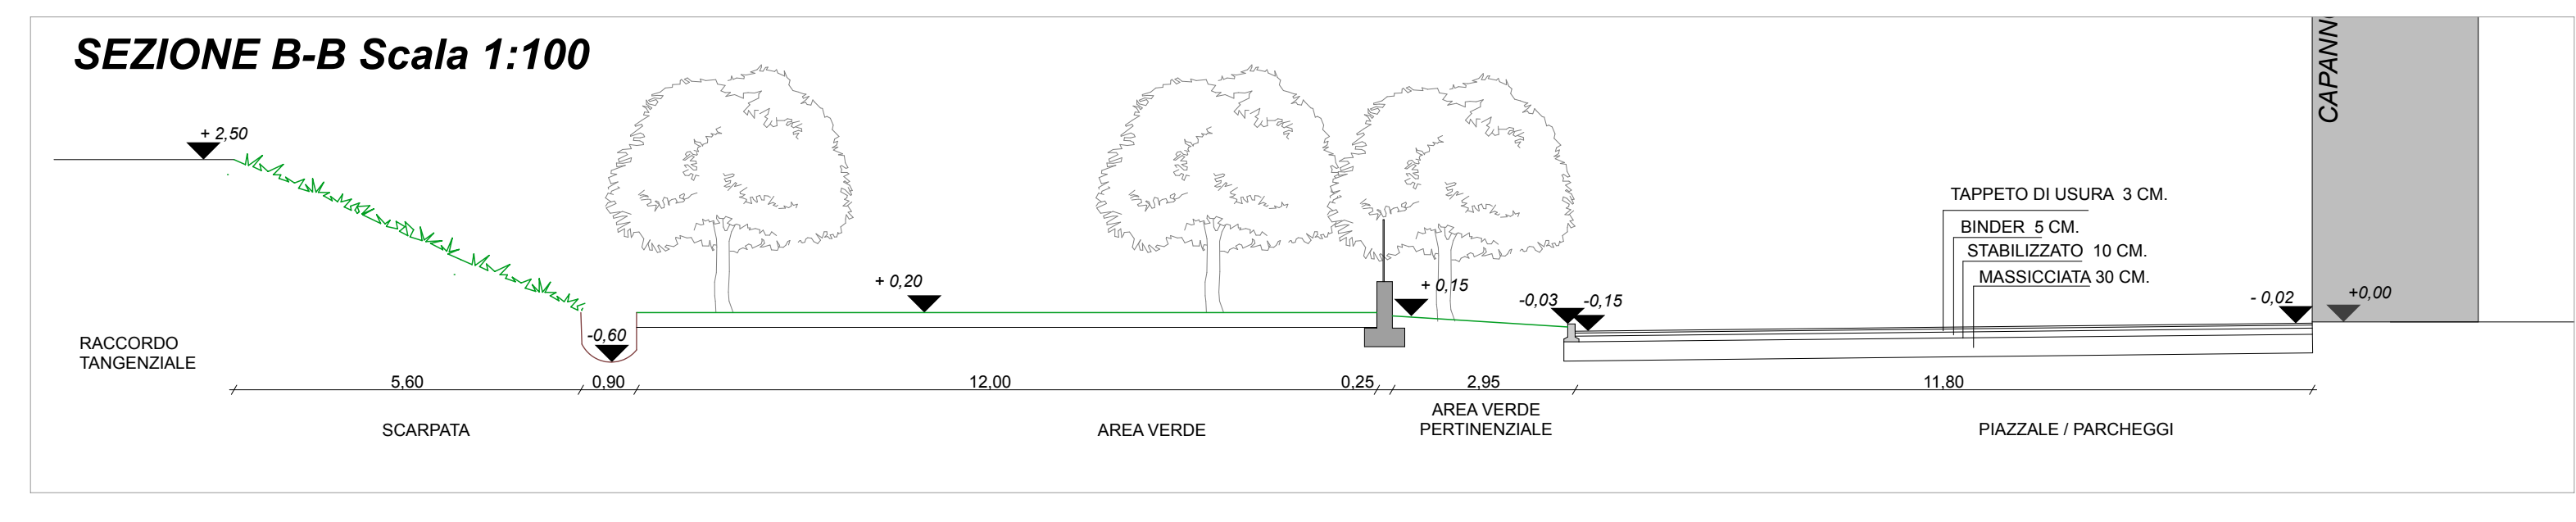 SEZIONE B-B Scala 1:100
CAPANN
+ 2,50
TAPPETO DI USURA 3 CM.
BINDER 5 CM.
STABILIZZATO 10 CM.
MASSICCIATA 30 CM.
+ 0,20
+ 0,15
-0,03
-0,15
- 0,02
+0,00
-0,60
RACCORDO
TANGENZIALE
5,60
0,90
12,00
0,25
2,95
11,80
SCARPATA
AREA VERDE
AREA VERDE
PERTINENZIALE
PIAZZALE / PARCHEGGI